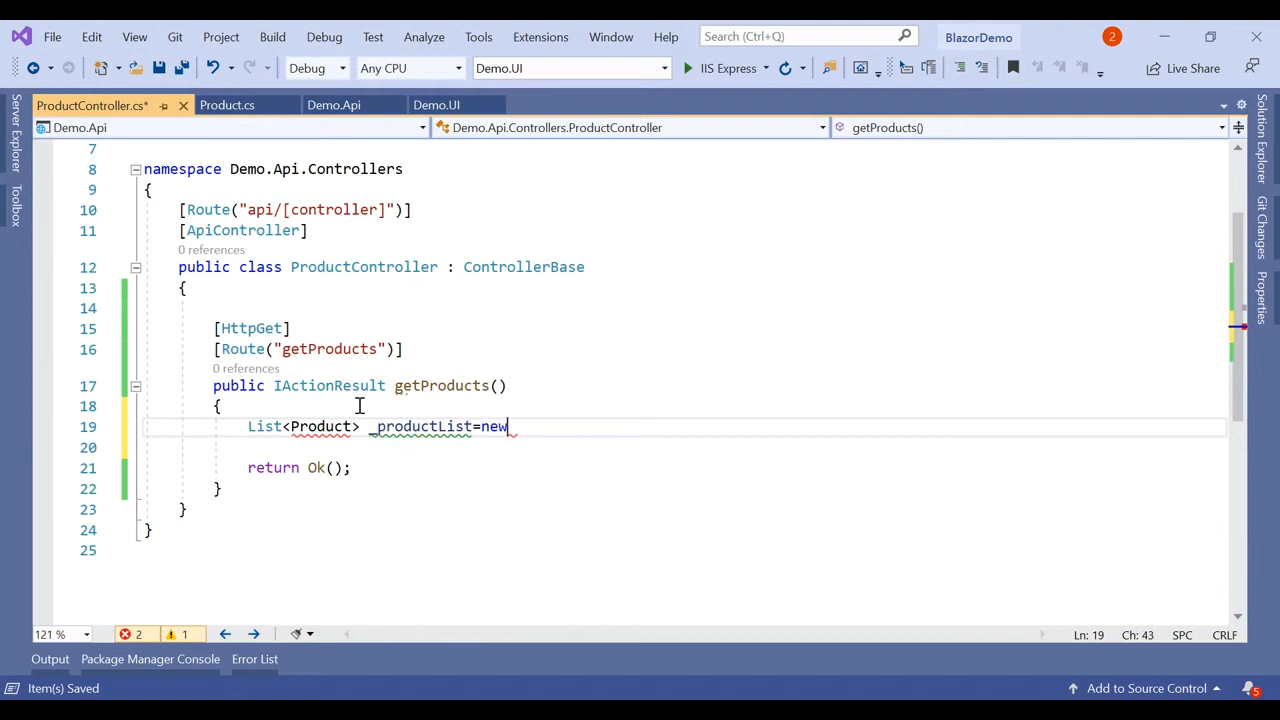 File Edit View Git Project Build Debug Test Analyze Tools Extensions Window Help Search (Ctrl+Q) BlazorDemo 2
Debug Any CPU Demo.UI IIS Express Live Share
ProductController.cs* Product.cs Demo.Api Demo.UI
Demo.Api Demo.Api.Controllers.ProductController getProducts()
Server Explorer
Toolbox
Solution Explorer
Git Changes
Properties
7
8 namespace Demo.Api.Controllers
9 {
10 [Route("api/[controller]")]
11 [ApiController]
0 references
12 public class ProductController : ControllerBase
13 {
14
15 [HttpGet]
16 [Route("getProducts")]
0 references
17 public IActionResult getProducts()
18 {
19 List<Product> _productList=new
20
21 return Ok();
22 }
23 }
24 }
25
121 % 2 1 Ln: 19 Ch: 43 SPC CRLF
Output Package Manager Console Error List
Item(s) Saved Add to Source Control 5